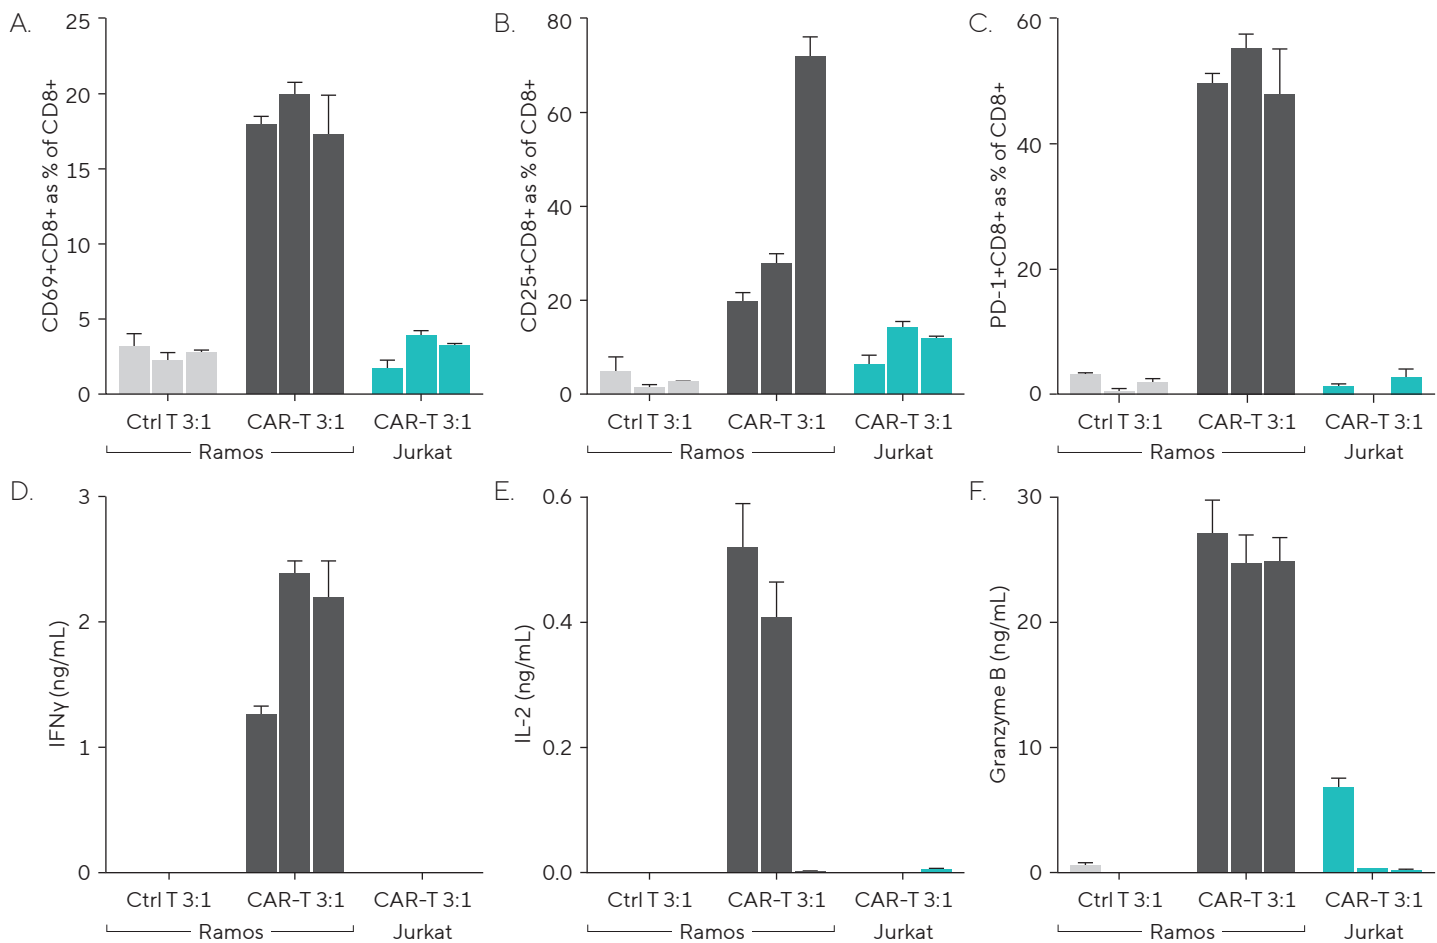 A.
CD69+CD8+ as % of CD8+
25
20
15
10
5
0
Ctrl T 3:1
CAR-T 3:1
CAR-T 3:1
Ramos
Jurkat
B.
CD25+CD8+ as % of CD8+
80
60
40
20
0
Ctrl T 3:1
CAR-T 3:1
CAR-T 3:1
Ramos
Jurkat
C.
PD-1+CD8+ as % of CD8+
60
40
20
0
Ctrl T 3:1
CAR-T 3:1
CAR-T 3:1
Ramos
Jurkat
D.
IFNγ (ng/mL)
3
2
1
0
Ctrl T 3:1
CAR-T 3:1
CAR-T 3:1
Ramos
Jurkat
E.
IL-2 (ng/mL)
0.6
0.4
0.2
0.0
Ctrl T 3:1
CAR-T 3:1
CAR-T 3:1
Ramos
Jurkat
F.
Granzyme B (ng/mL)
30
20
10
0
Ctrl T 3:1
CAR-T 3:1
CAR-T 3:1
Ramos
Jurkat